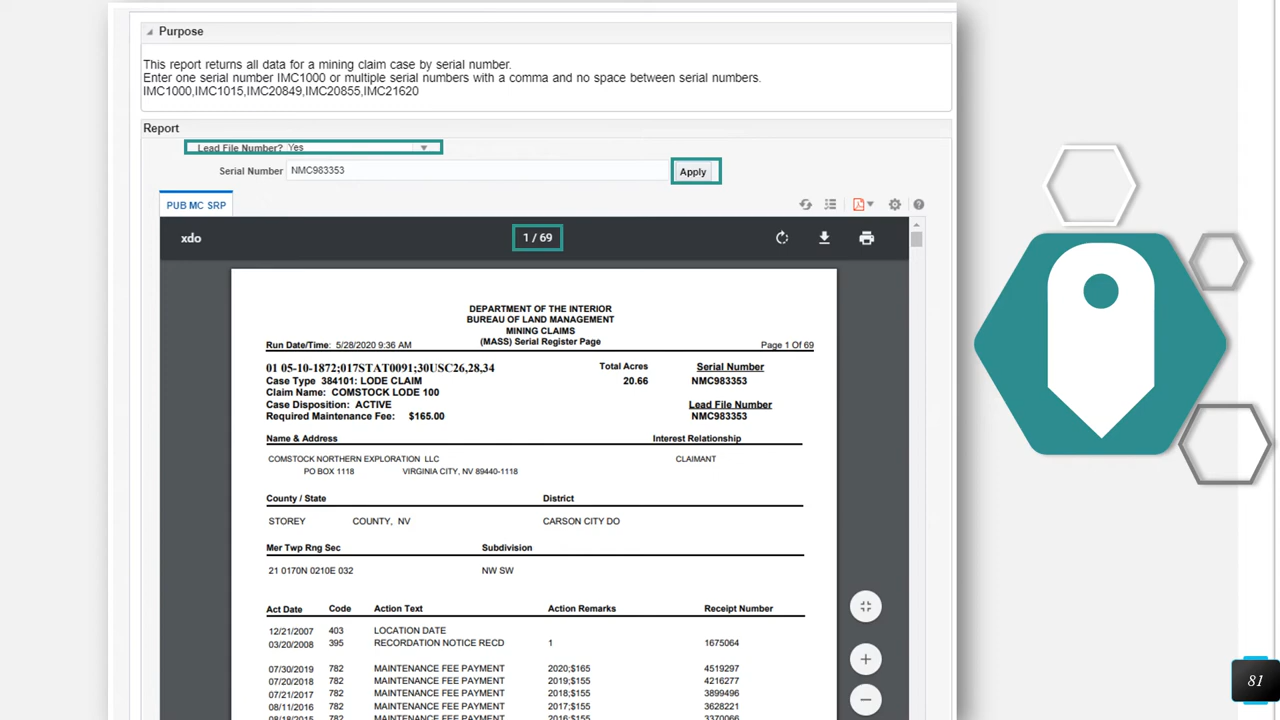 Purpose
This report returns all data for a mining claim case by serial number.
Enter one serial number IMC1000 or multiple serial numbers with a comma and no space between serial numbers.
IMC1000,IMC1015,IMC20849,IMC20855,IMC21620
Report
Lead File Number? Yes
Serial Number NMC983353 Apply
PUB MC SRP
xdo 1 / 69
DEPARTMENT OF THE INTERIOR
BUREAU OF LAND MANAGEMENT
MINING CLAIMS
(MASS) Serial Register Page
Run Date/Time: 5/28/2020 9:36 AM Page 1 Of 69
01 05-10-1872;017STAT0091;30USC26,28,34 Total Acres Serial Number
Case Type 384101: LODE CLAIM 20.66 NMC983353
Claim Name: COMSTOCK LODE 100
Case Disposition: ACTIVE Lead File Number
Required Maintenance Fee: $165.00 NMC983353
Name & Address Interest Relationship
COMSTOCK NORTHERN EXPLORATION LLC CLAIMANT
PO BOX 1118 VIRGINIA CITY, NV 89440-1118
County / State District
STOREY COUNTY, NV CARSON CITY DO
Mer Twp Rng Sec Subdivision
21 0170N 0210E 032 NW SW
Act Date Code Action Text Action Remarks Receipt Number
12/21/2007 403 LOCATION DATE
03/20/2008 395 RECORDATION NOTICE RECD 1 1675064
07/30/2019 782 MAINTENANCE FEE PAYMENT 2020;$165 4519297
07/20/2018 782 MAINTENANCE FEE PAYMENT 2019;$155 4216277
07/21/2017 782 MAINTENANCE FEE PAYMENT 2018;$155 3899496
08/11/2016 782 MAINTENANCE FEE PAYMENT 2017;$155 3628221
08/18/2015 782 MAINTENANCE FEE PAYMENT 2016;$155 3370066
81